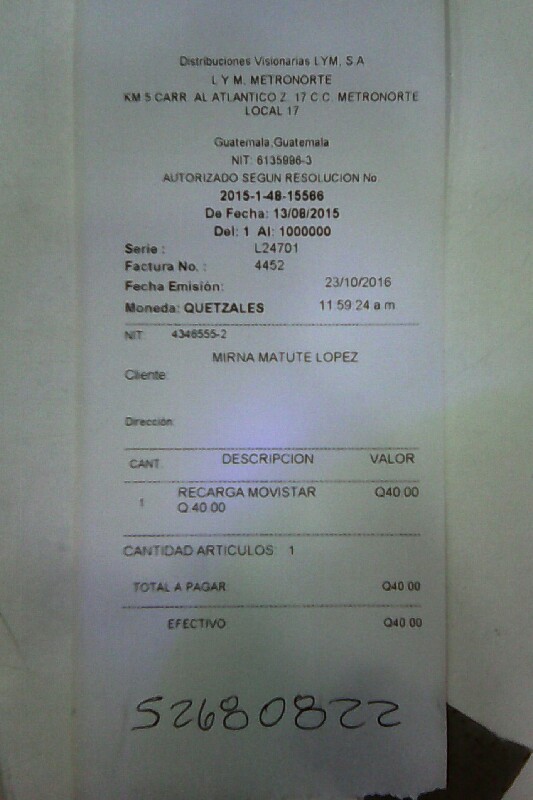 Distribuciones Visionarias LYM, S.A
L Y M. METRONORTE
KM 5 CARR. AL ATLANTICO Z. 17 C.C. METRONORTE
LOCAL 17
Guatemala,Guatemala
NIT: 6135996-3
AUTORIZADO SEGUN RESOLUCION No.
2015-1-48-15566
De Fecha: 13/08/2015
Del: 1 Al: 1000000
Serie : L24701
Factura No. : 4452
Fecha Emisión: 23/10/2016
Moneda: QUETZALES 11:59:24 a m
NIT: 4346555-2
MIRNA MATUTE LOPEZ
Cliente:
Dirección:
CANT. DESCRIPCION VALOR
1 RECARGA MOVISTAR Q40.00
Q.40.00
CANTIDAD ARTICULOS: 1
TOTAL A PAGAR: Q40.00
EFECTIVO Q40.00
52680822